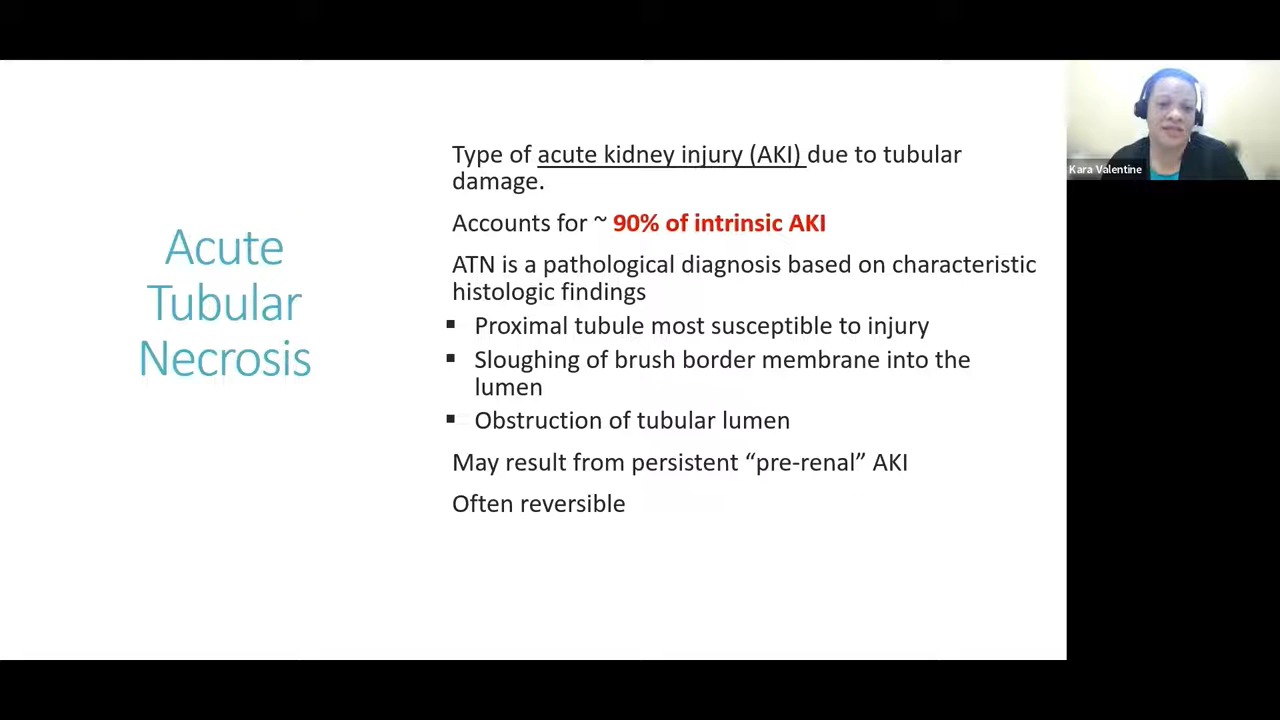 Acute
Tubular
Necrosis
Type of acute kidney injury (AKI) due to tubular
damage.
Accounts for ~ 90% of intrinsic AKI
ATN is a pathological diagnosis based on characteristic
histologic findings
▪ Proximal tubule most susceptible to injury
▪ Sloughing of brush border membrane into the
lumen
▪ Obstruction of tubular lumen
May result from persistent “pre-renal” AKI
Often reversible
Kara Valentine